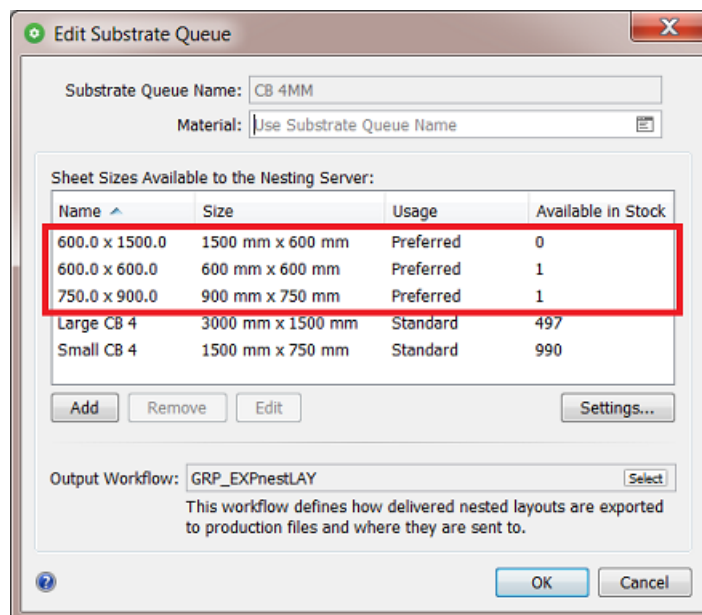 Edit Substrate Queue
Substrate Queue Name: CB 4MM
Material: Use Substrate Queue Name
Sheet Sizes Available to the Nesting Server:
Name Size Usage Available in Stock
600.0 x 1500.0 1500 mm x 600 mm Preferred 0
600.0 x 600.0 600 mm x 600 mm Preferred 1
750.0 x 900.0 900 mm x 750 mm Preferred 1
Large CB 4 3000 mm x 1500 mm Standard 497
Small CB 4 1500 mm x 750 mm Standard 990
Add Remove Edit Settings...
Output Workflow: GRP_EXPnestLAY Select
This workflow defines how delivered nested layouts are exported
to production files and where they are sent to.
OK Cancel